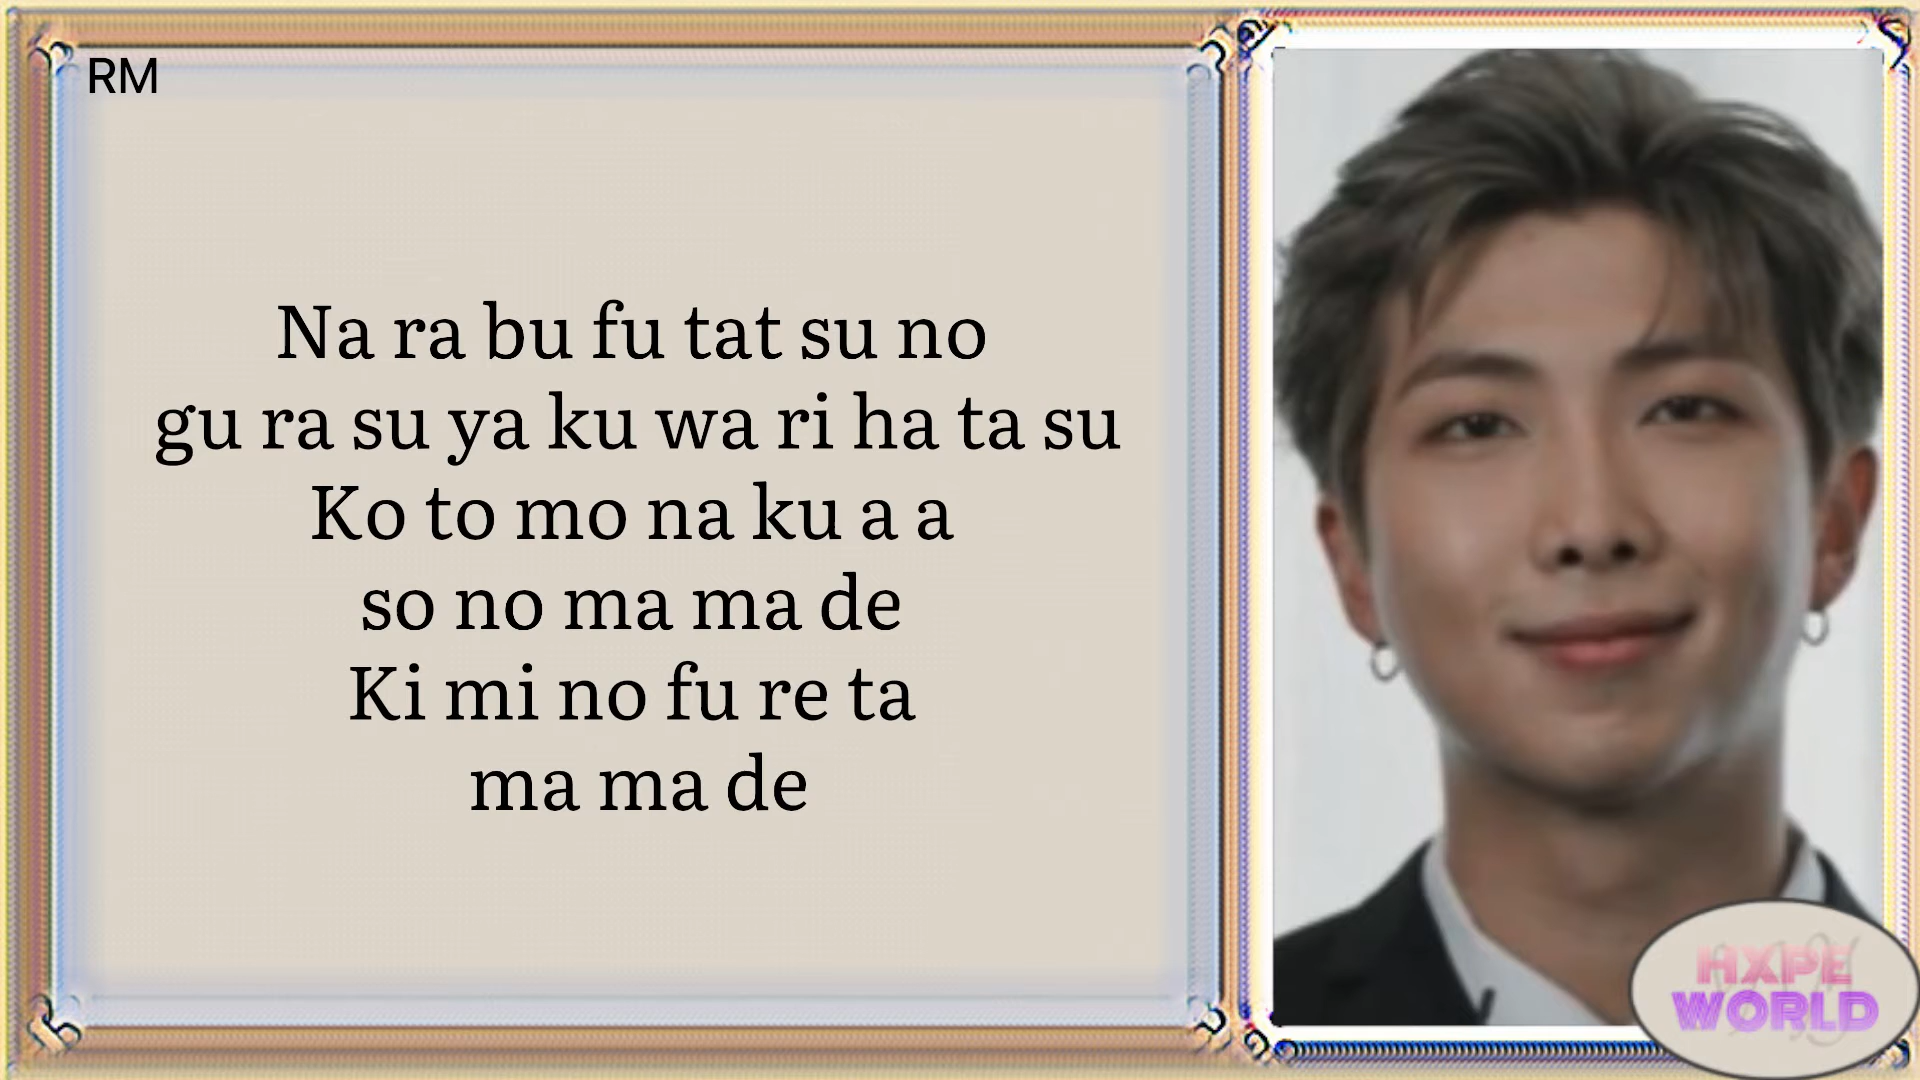 RM
Na ra bu fu tat su no
gu ra su ya ku wa ri ha ta su
Ko to mo na ku a a
so no ma ma de
Ki mi no fu re ta
ma ma de
HXPE
WORLD